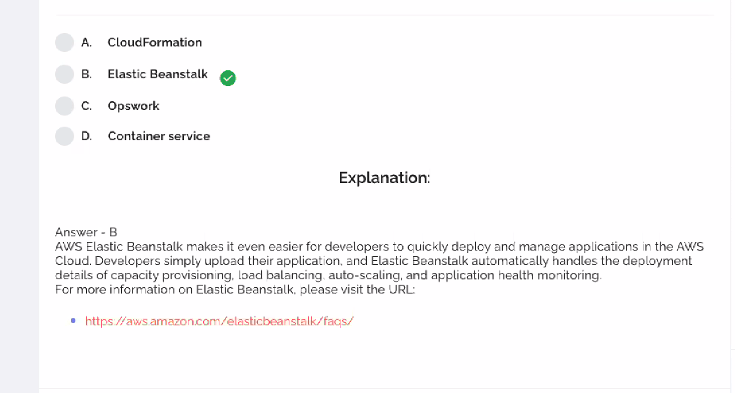 A. CloudFormation
B. Elastic Beanstalk
C. Opswork
D. Container service
Explanation:
Answer - B
AWS Elastic Beanstalk makes it even easier for developers to quickly deploy and manage applications in the AWS
Cloud. Developers simply upload their application, and Elastic Beanstalk automatically handles the deployment
details of capacity provisioning, load balancing, auto-scaling, and application health monitoring.
For more information on Elastic Beanstalk, please visit the URL:
https://aws.amazon.com/elasticbeanstalk/faqs/